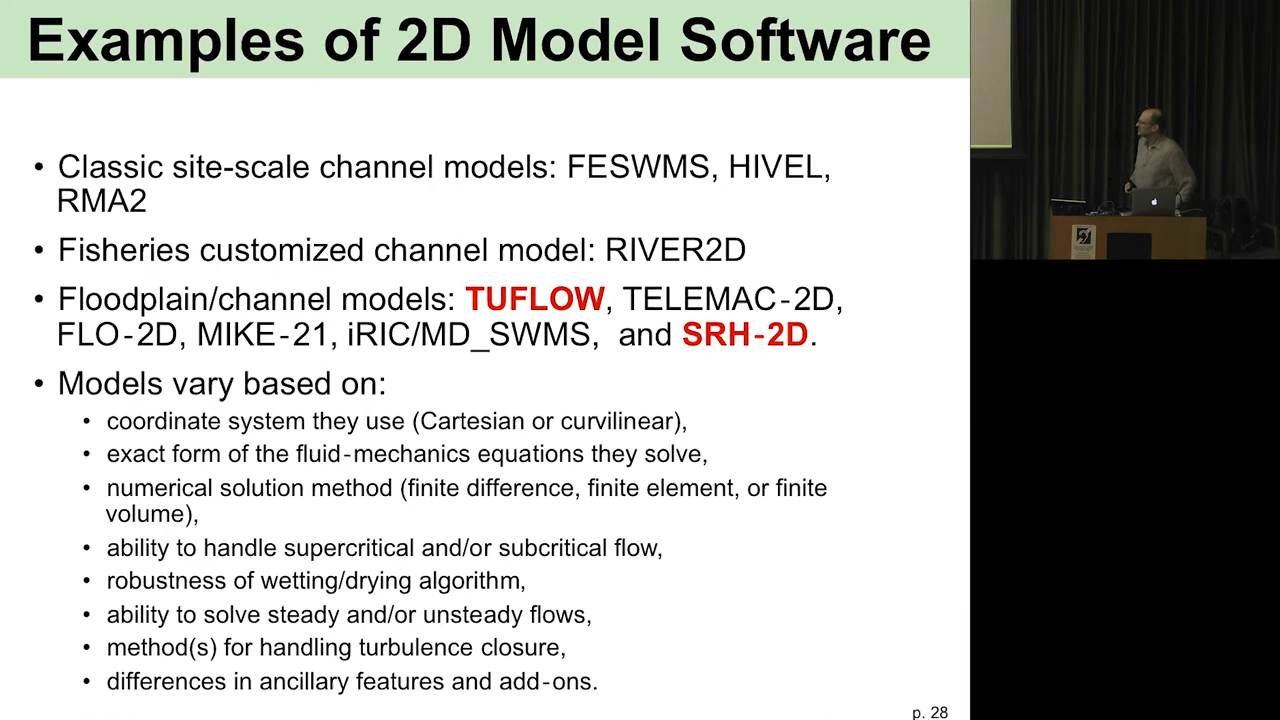 Examples of 2D Model Software
• Classic site-scale channel models: FESWMS, HIVEL,
RMA2
• Fisheries customized channel model: RIVER2D
• Floodplain/channel models: TUFLOW, TELEMAC-2D,
FLO-2D, MIKE-21, iRIC/MD_SWMS, and SRH-2D.
• Models vary based on:
• coordinate system they use (Cartesian or curvilinear),
• exact form of the fluid-mechanics equations they solve,
• numerical solution method (finite difference, finite element, or finite
volume),
• ability to handle supercritical and/or subcritical flow,
• robustness of wetting/drying algorithm,
• ability to solve steady and/or unsteady flows,
• method(s) for handling turbulence closure,
• differences in ancillary features and add-ons.
p. 28